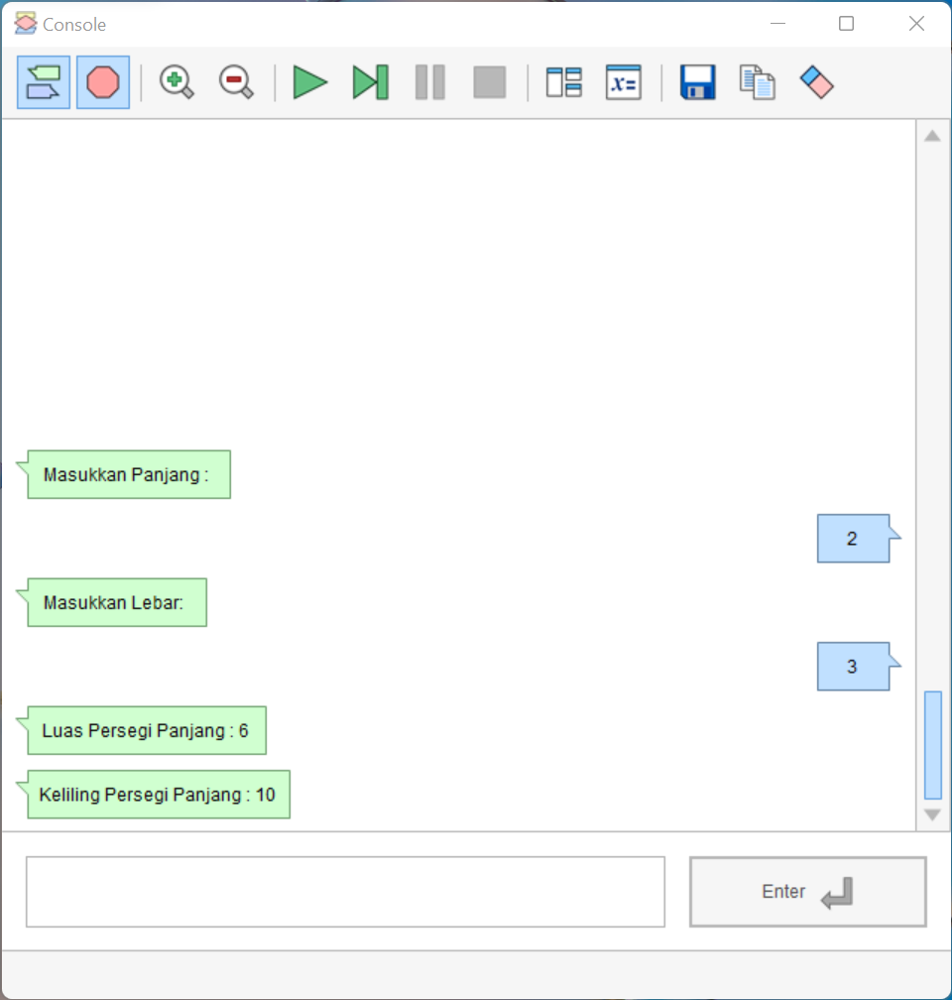 Console
x=
Masukkan Panjang :
2
Masukkan Lebar:
3
Luas Persegi Panjang : 6
Keliling Persegi Panjang : 10
Enter